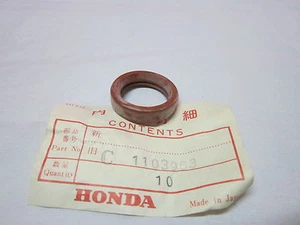 内 細
CONTENTS
部品番号 新
Part No 旧 C 1103963
数量
Quantity 10
HONDA
Made in Japan